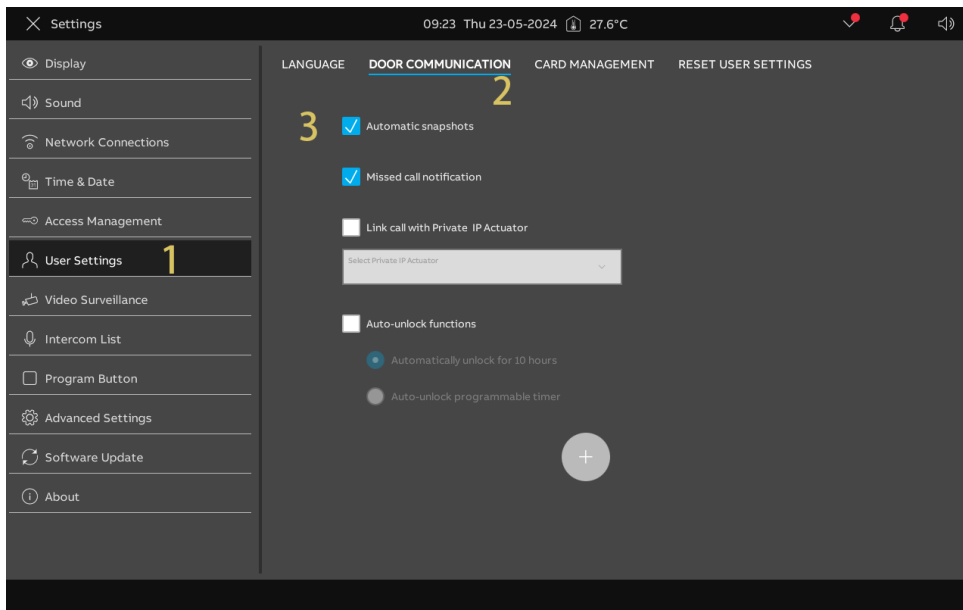 Settings
09:23 Thu 23-05-2024 27.6°C
Display
Sound
Network Connections
Time & Date
Access Management
User Settings
1
Video Surveillance
Intercom List
Program Button
Advanced Settings
Software Update
About
LANGUAGE DOOR COMMUNICATION CARD MANAGEMENT RESET USER SETTINGS
2
3
Automatic snapshots
Missed call notification
Link call with Private IP Actuator
Select Private IP Actuator
Auto-unlock functions
Automatically unlock for 10 hours
Auto-unlock programmable timer